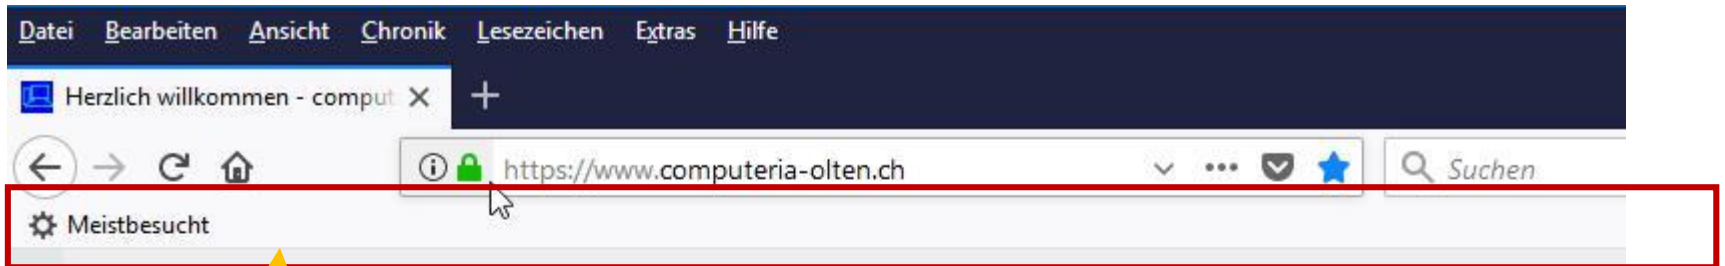 Datei Bearbeiten Ansicht Chronik Lesezeichen Extras Hilfe
Herzlich willkommen - comput
https://www.computeria-olten.ch
Suchen
Meistbesucht